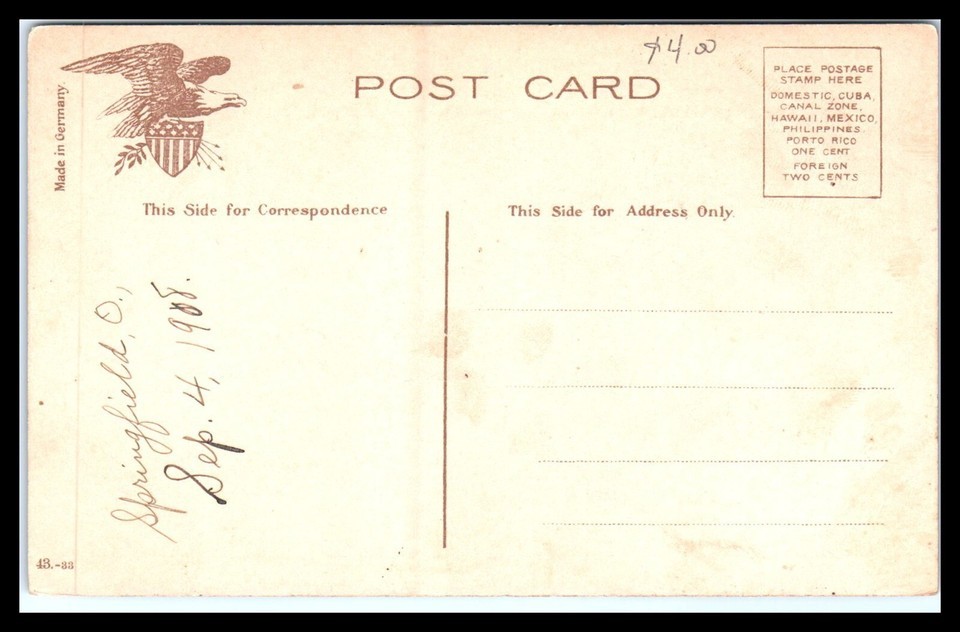 $4.00
POST CARD
PLACE POSTAGE
STAMP HERE
DOMESTIC, CUBA,
CANAL ZONE,
HAWAII, MEXICO,
PHILIPPINES
PORTO RICO
ONE CENT
FOREIGN
TWO CENTS
Made in Germany
This Side for Correspondence
This Side for Address Only.
Springfield, O.,
Sep. 4, 1908.
43.-33